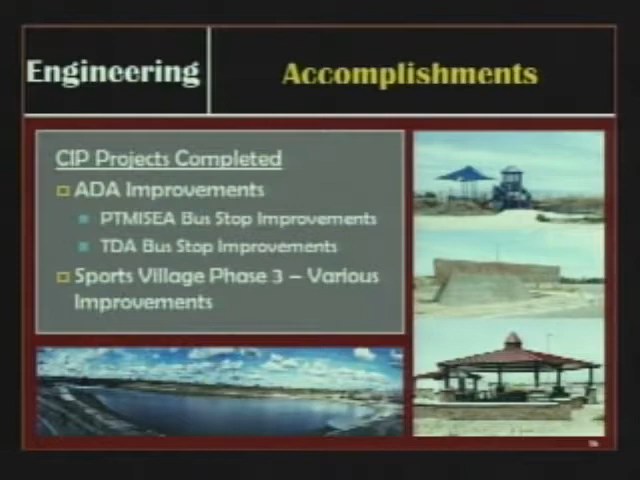 Engineering
Accomplishments
CIP Projects Completed
ADA Improvements
PTMISEA Bus Stop Improvements
TDA Bus Stop Improvements
Sports Village Phase 3 – Various
Improvements